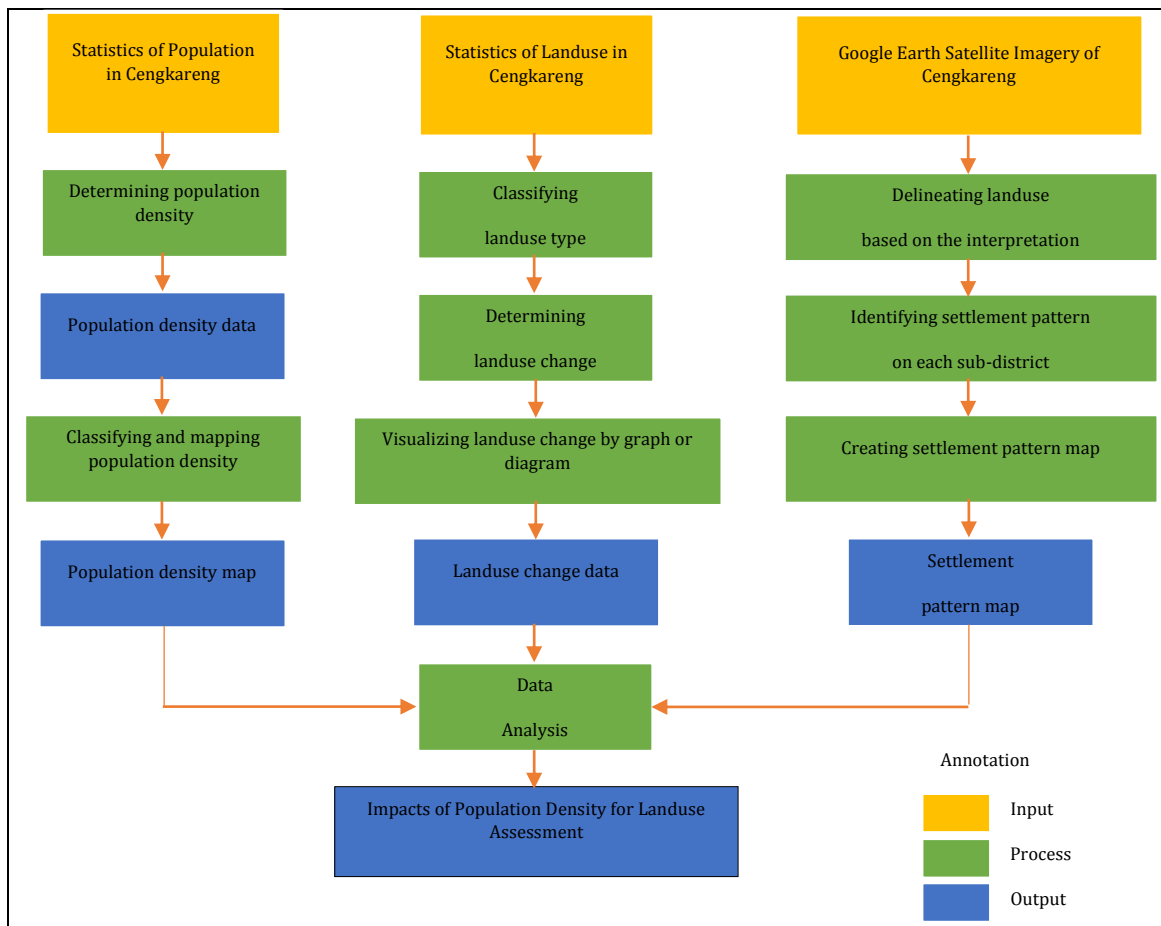 Statistics of Population
in Cengkareng
Determining population
density
Population density data
Classifying and mapping
population density
Population density map
Statistics of Landuse in
Cengkareng
Classifying
landuse type
Determining
landuse change
Visualizing landuse change by graph or
diagram
Landuse change data
Google Earth Satellite Imagery of
Cengkareng
Delineating landuse
based on the interpretation
Identifying settlement pattern
on each sub-district
Creating settlement pattern map
Settlement
pattern map
Data
Analysis
Impacts of Population Density for Landuse
Assessment
Annotation
Input
Process
Output